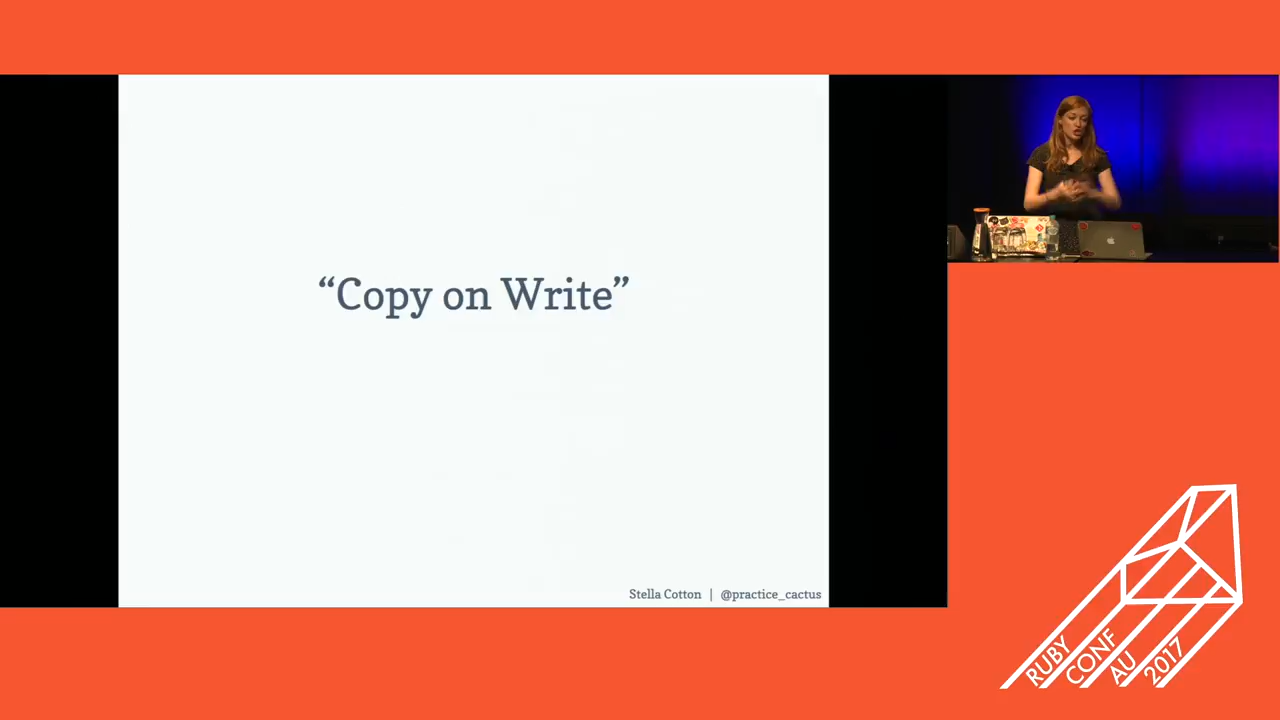 “Copy on Write”
Stella Cotton | @practice_cactus
RUBY
CONF
AU
2017